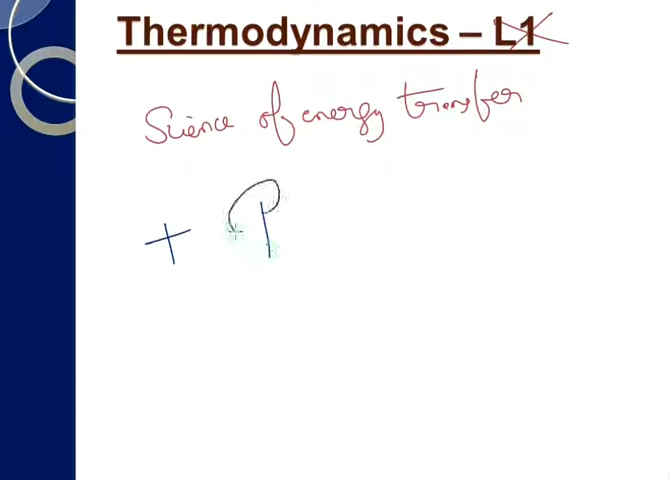 Thermodynamics – L1
Science of energy transfer
+ P